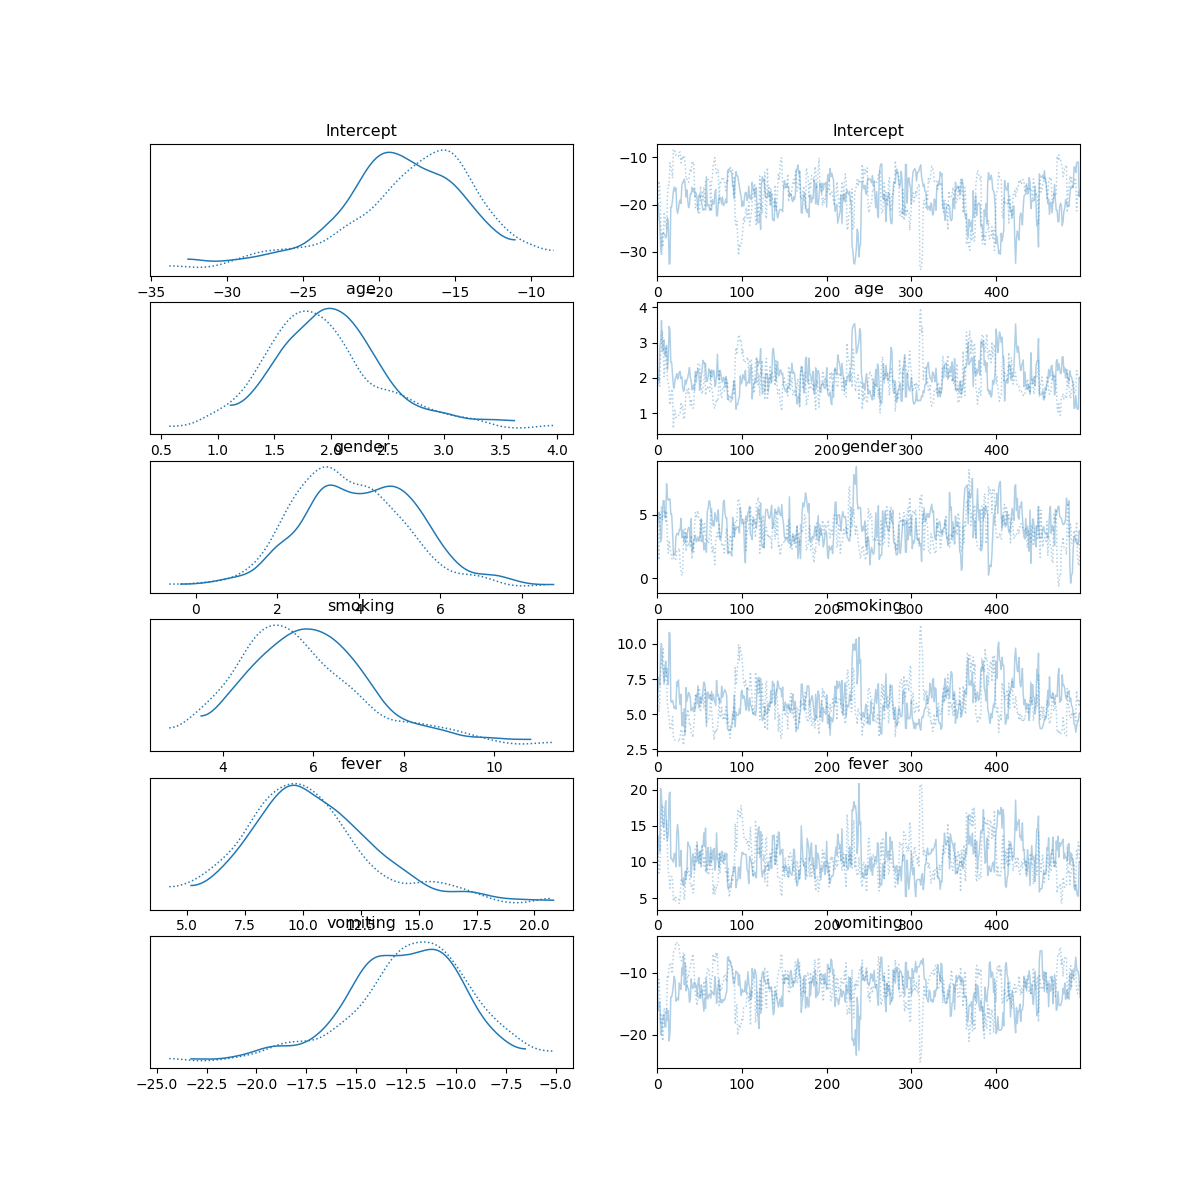 Intercept Intercept
−10
−20
−30
−35 −30 −25 −20 −15 −10 0 100 200 300 400
age age
4
3
2
1
0.5 1.0 1.5 2.0 2.5 3.0 3.5 4.0 0 100 200 300 400
gender gender
5
0
0 2 4 6 8 0 100 200 300 400
smoking smoking
10.0
7.5
5.0
2.5
4 6 8 10 0 100 200 300 400
fever fever
20
15
10
5
5.0 7.5 10.0 12.5 15.0 17.5 20.0 0 100 200 300 400
vomiting vomiting
−10
−20
−25.0 −22.5 −20.0 −17.5 −15.0 −12.5 −10.0 −7.5 −5.0 0 100 200 300 400